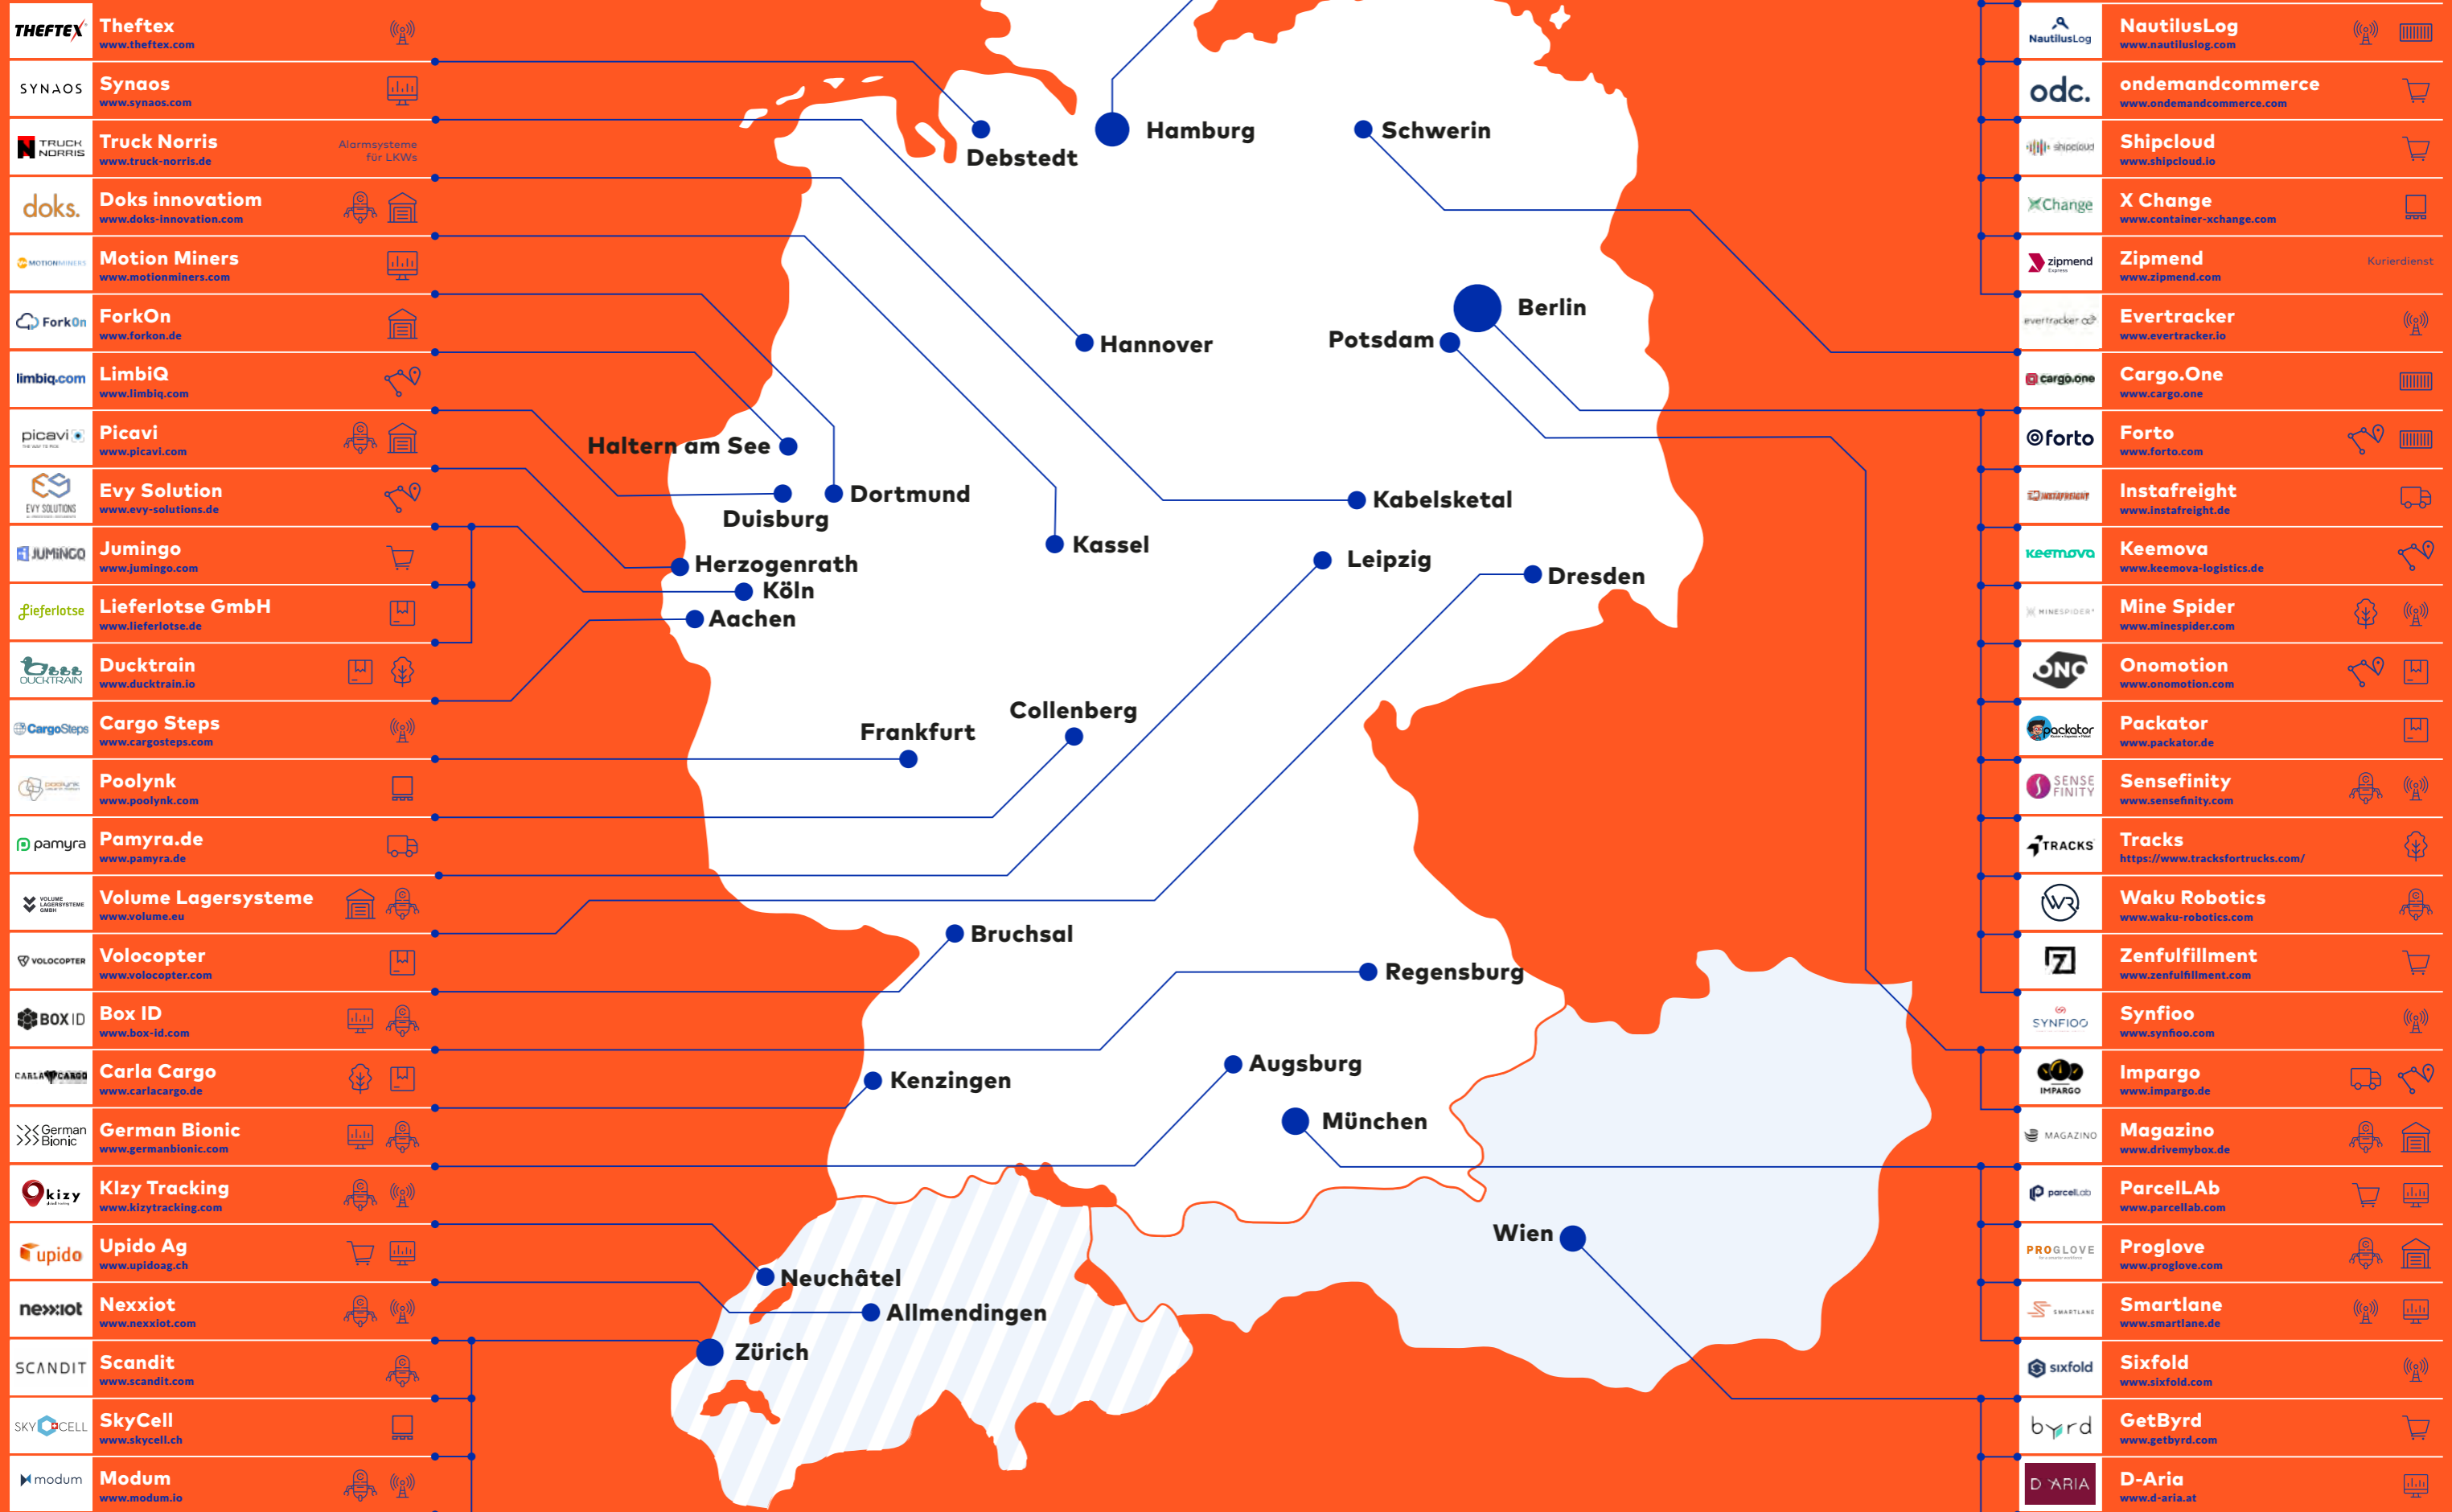 THEFTEX
Theftex
www.theftex.com
SYNAOS
Synaos
www.synaos.com
TRUCK
NORRIS
Truck Norris
www.truck-norris.de
Alarmsysteme
für LKWs
doks.
Doks innovatiom
www.doks-innovation.com
MOTIONMINERS
Motion Miners
www.motionminers.com
ForkOn
ForkOn
www.forkon.de
limbiq.com
LimbiQ
www.limbiq.com
picavi
Picavi
www.picavi.com
EVY SOLUTIONS
Evy Solution
www.evy-solutions.de
JUMiNGO
Jumingo
www.jumingo.com
Lieferlotse
Lieferlotse GmbH
www.lieferlotse.de
DUCKTRAIN
Ducktrain
www.ducktrain.io
CargoSteps
Cargo Steps
www.cargosteps.com
poolynk
Poolynk
www.poolynk.com
pamyra
Pamyra.de
www.pamyra.de
VOLUME
LAGERSYSTEME
GMBH
Volume Lagersysteme
www.volume.eu
VOLOCOPTER
Volocopter
www.volocopter.com
BOX ID
Box ID
www.box-id.com
CARLA CARGO
Carla Cargo
www.carlacargo.de
German
Bionic
German Bionic
www.germanbionic.com
kizy
KIzy Tracking
www.kizytracking.com
upido
Upido Ag
www.upidoag.ch
nexxiot
Nexxiot
www.nexxiot.com
SCANDIT
Scandit
www.scandit.com
SKYCELL
SkyCell
www.skycell.ch
modum
Modum
www.modum.io
Debstedt
Hamburg
Schwerin
Hannover
Berlin
Potsdam
Haltern am See
Dortmund
Duisburg
Kabelsketal
Kassel
Leipzig
Dresden
Herzogenrath
Köln
Aachen
Collenberg
Frankfurt
Bruchsal
Regensburg
Kenzingen
Augsburg
München
Wien
Neuchâtel
Allmendingen
Zürich
NautilusLog
NautilusLog
www.nautiluslog.com
odc.
ondemandcommerce
www.ondemandcommerce.com
shipcloud
Shipcloud
www.shipcloud.io
xChange
X Change
www.container-xchange.com
zipmend
Express
Zipmend
www.zipmend.com
Kurierdienst
evertracker
Evertracker
www.evertracker.io
cargo.one
Cargo.One
www.cargo.one
forto
Forto
www.forto.com
INSTAFREIGHT
Instafreight
www.instafreight.de
Keemova
Keemova
www.keemova-logistics.de
MINESPIDER
Mine Spider
www.minespider.com
ONO
Onomotion
www.onomotion.com
packator
Packator
www.packator.de
SENSE
FINITY
Sensefinity
www.sensefinity.com
TRACKS
Tracks
https://www.tracksfortrucks.com/
WR
Waku Robotics
www.waku-robotics.com
Z
Zenfulfillment
www.zenfulfillment.com
SYNFIOO
Synfioo
www.synfioo.com
IMPARGO
Impargo
www.impargo.de
MAGAZINO
Magazino
www.drivemybox.de
parcelLab
ParcelLAb
www.parcellab.com
PROGLOVE
Proglove
www.proglove.com
SMARTLANE
Smartlane
www.smartlane.de
sixfold
Sixfold
www.sixfold.com
byrd
GetByrd
www.getbyrd.com
D ARIA
D-Aria
www.d-aria.at